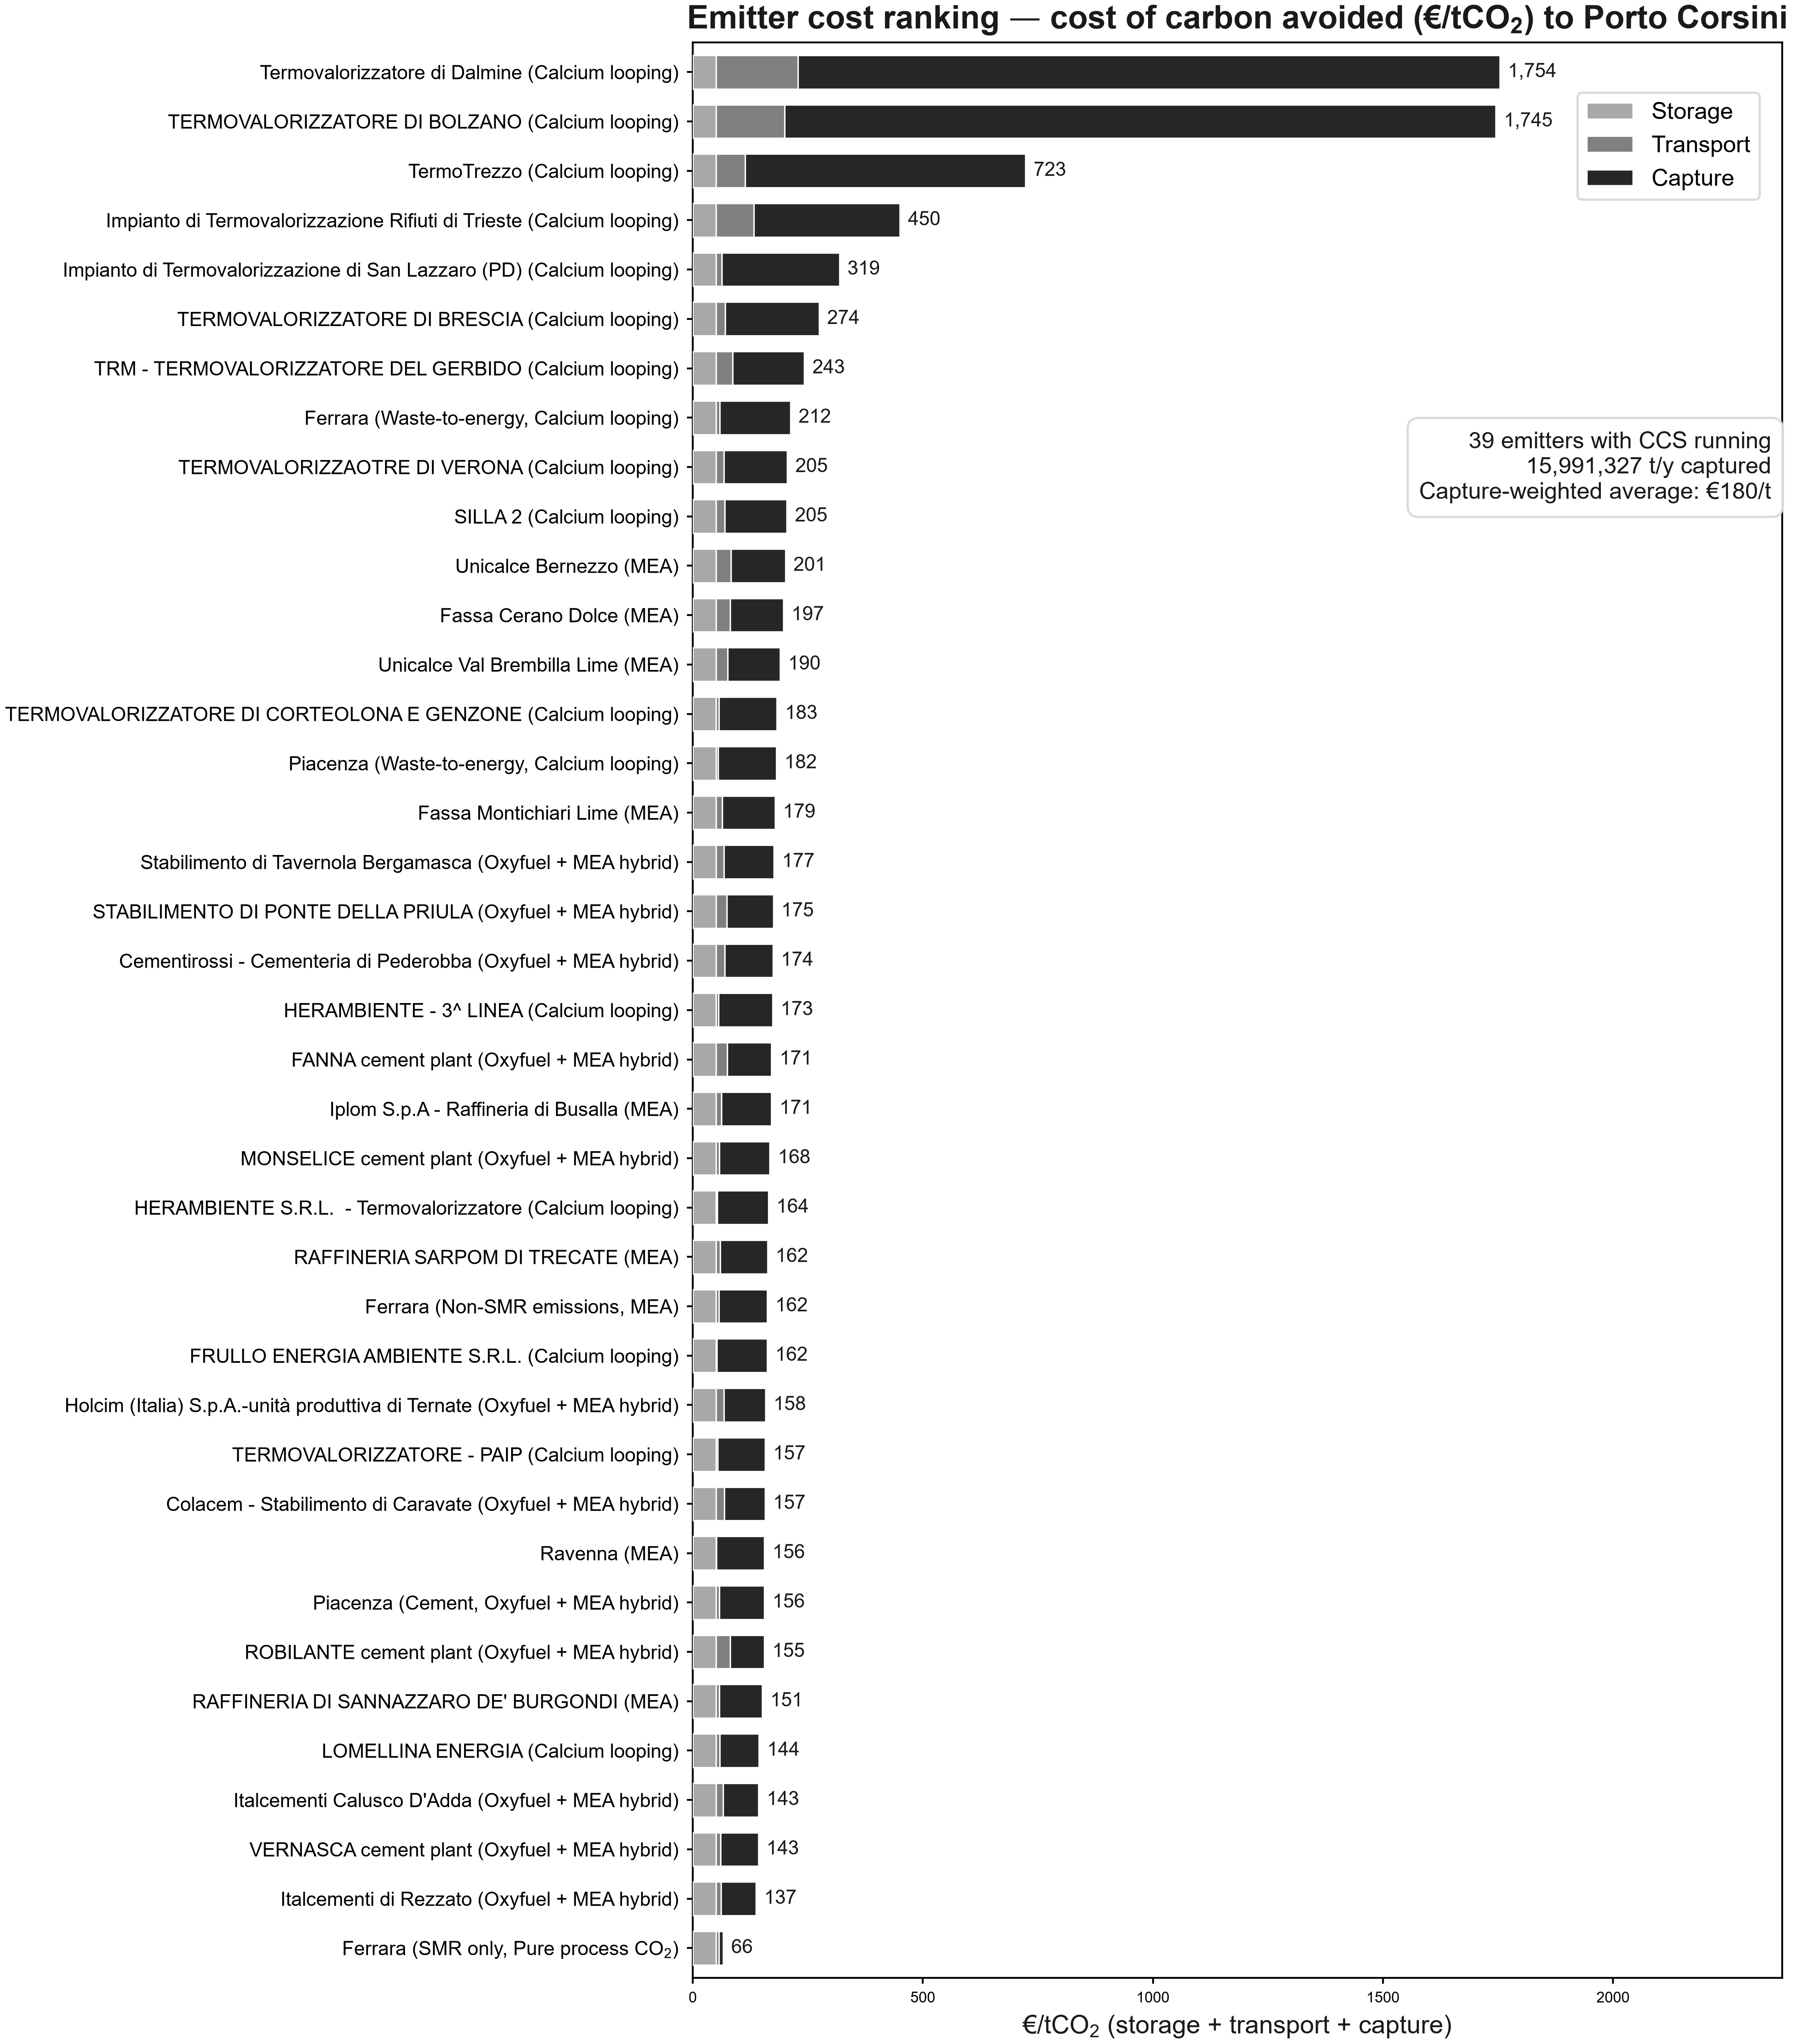 Emitter cost ranking — cost of carbon avoided (€/tCO₂) to Porto Corsini
Termovalorizzatore di Dalmine (Calcium looping) 1,754
TERMOVALORIZZATORE DI BOLZANO (Calcium looping) 1,745
TermoTrezzo (Calcium looping) 723
Impianto di Termovalorizzazione Rifiuti di Trieste (Calcium looping) 450
Impianto di Termovalorizzazione di San Lazzaro (PD) (Calcium looping) 319
TERMOVALORIZZATORE DI BRESCIA (Calcium looping) 274
TRM - TERMOVALORIZZATORE DEL GERBIDO (Calcium looping) 243
Ferrara (Waste-to-energy, Calcium looping) 212
TERMOVALORIZZAOTRE DI VERONA (Calcium looping) 205
SILLA 2 (Calcium looping) 205
Unicalce Bernezzo (MEA) 201
Fassa Cerano Dolce (MEA) 197
Unicalce Val Brembilla Lime (MEA) 190
TERMOVALORIZZATORE DI CORTEOLONA E GENZONE (Calcium looping) 183
Piacenza (Waste-to-energy, Calcium looping) 182
Fassa Montichiari Lime (MEA) 179
Stabilimento di Tavernola Bergamasca (Oxyfuel + MEA hybrid) 177
STABILIMENTO DI PONTE DELLA PRIULA (Oxyfuel + MEA hybrid) 175
Cementirossi - Cementeria di Pederobba (Oxyfuel + MEA hybrid) 174
HERAMBIENTE - 3^ LINEA (Calcium looping) 173
FANNA cement plant (Oxyfuel + MEA hybrid) 171
Iplom S.p.A - Raffineria di Busalla (MEA) 171
MONSELICE cement plant (Oxyfuel + MEA hybrid) 168
HERAMBIENTE S.R.L.  - Termovalorizzatore (Calcium looping) 164
RAFFINERIA SARPOM DI TRECATE (MEA) 162
Ferrara (Non-SMR emissions, MEA) 162
FRULLO ENERGIA AMBIENTE S.R.L. (Calcium looping) 162
Holcim (Italia) S.p.A.-unità produttiva di Ternate (Oxyfuel + MEA hybrid) 158
TERMOVALORIZZATORE - PAIP (Calcium looping) 157
Colacem - Stabilimento di Caravate (Oxyfuel + MEA hybrid) 157
Ravenna (MEA) 156
Piacenza (Cement, Oxyfuel + MEA hybrid) 156
ROBILANTE cement plant (Oxyfuel + MEA hybrid) 155
RAFFINERIA DI SANNAZZARO DE' BURGONDI (MEA) 151
LOMELLINA ENERGIA (Calcium looping) 144
Italcementi Calusco D'Adda (Oxyfuel + MEA hybrid) 143
VERNASCA cement plant (Oxyfuel + MEA hybrid) 143
Italcementi di Rezzato (Oxyfuel + MEA hybrid) 137
Ferrara (SMR only, Pure process CO₂) 66
Storage
Transport
Capture
39 emitters with CCS running
15,991,327 t/y captured
Capture-weighted average: €180/t
0 500 1000 1500 2000
€/tCO₂ (storage + transport + capture)